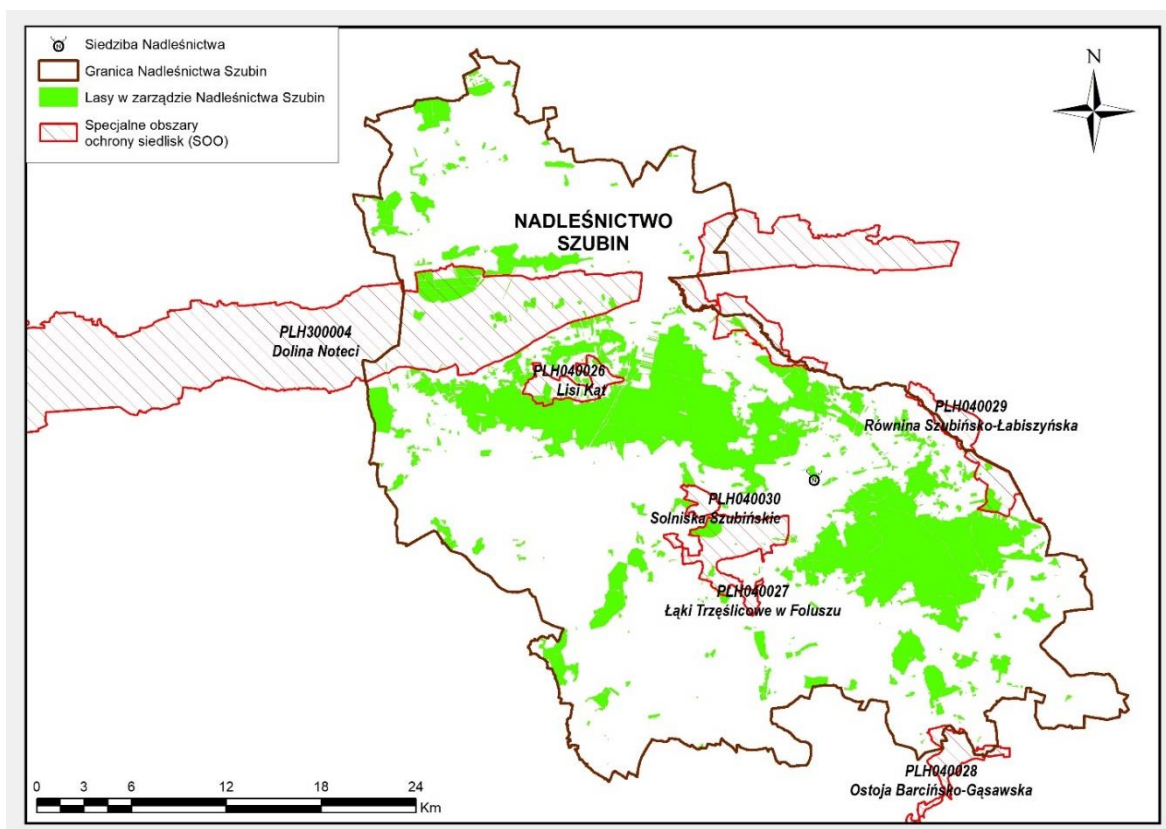 Siedziba Nadleśnictwa
Granica Nadleśnictwa Szubin
Lasy w zarządzie Nadleśnictwa Szubin
Specjalne obszary
ochrony siedlisk (SOO)
N
NADLEŚNICTWO
SZUBIN
PLH300004
Dolina Noteci
PLH040026
Lisi Kąt
PLH040029
Równina Szubińsko-Łabiszyńska
N
PLH040030
Solniska Szubińskie
PLH040027
Łąki Trzęślicowe w Foluszu
PLH040028
Ostoja Barcińsko-Gąsawska
0 3 6 12 18 24
Km